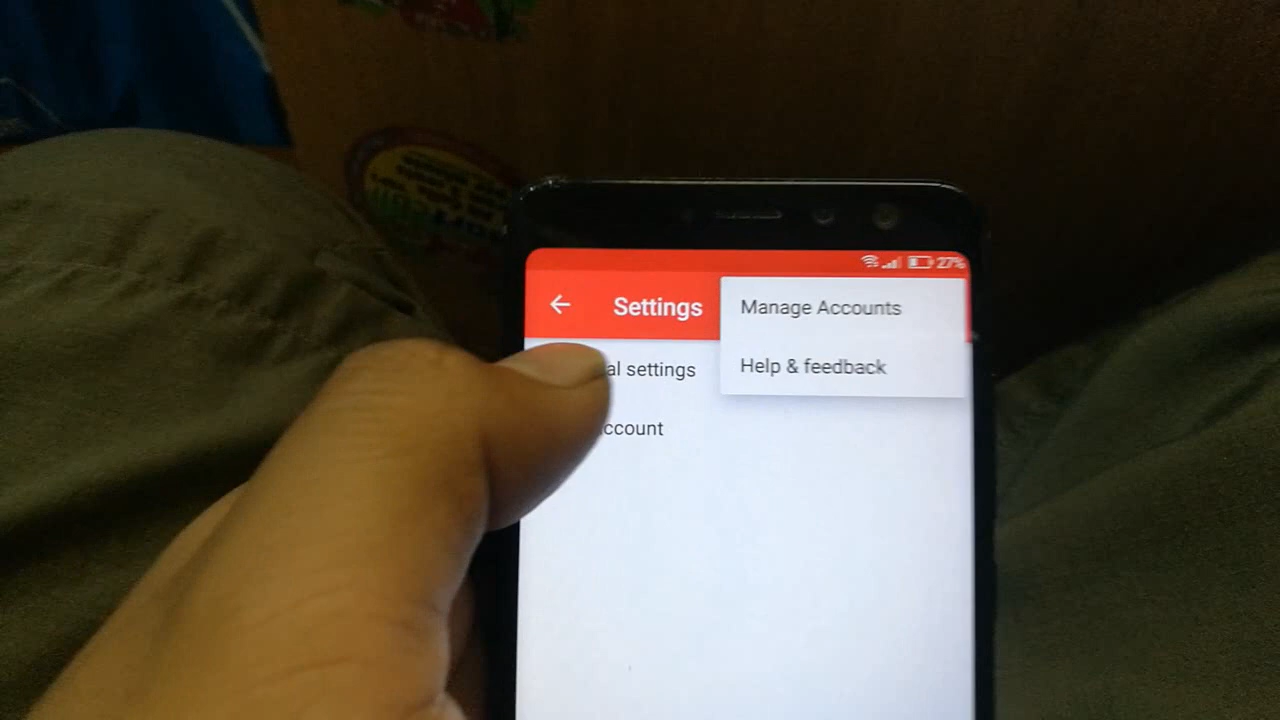 27%
Settings
Manage Accounts
al settings
Help & feedback
ccount